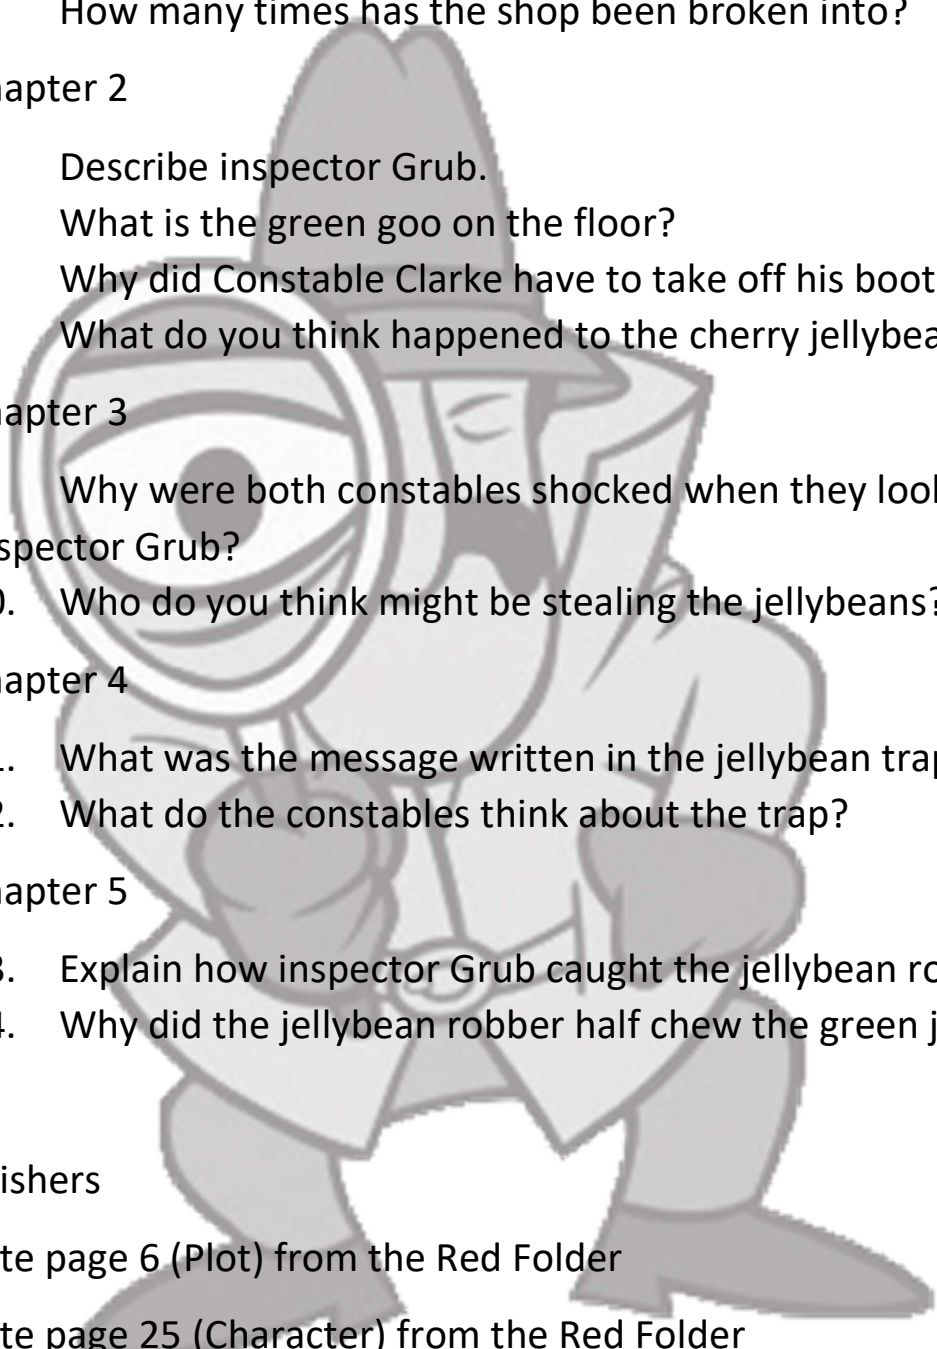 How many times has the shop been broken into?
apter 2
Describe inspector Grub.
What is the green goo on the floor?
Why did Constable Clarke have to take off his boot
What do you think happened to the cherry jellybea
apter 3
Why were both constables shocked when they look
spector Grub?
0. Who do you think might be stealing the jellybeans?
apter 4
1. What was the message written in the jellybean trap
2. What do the constables think about the trap?
apter 5
3. Explain how inspector Grub caught the jellybean ro
4. Why did the jellybean robber half chew the green j
ishers
te page 6 (Plot) from the Red Folder
te page 25 (Character) from the Red Folder